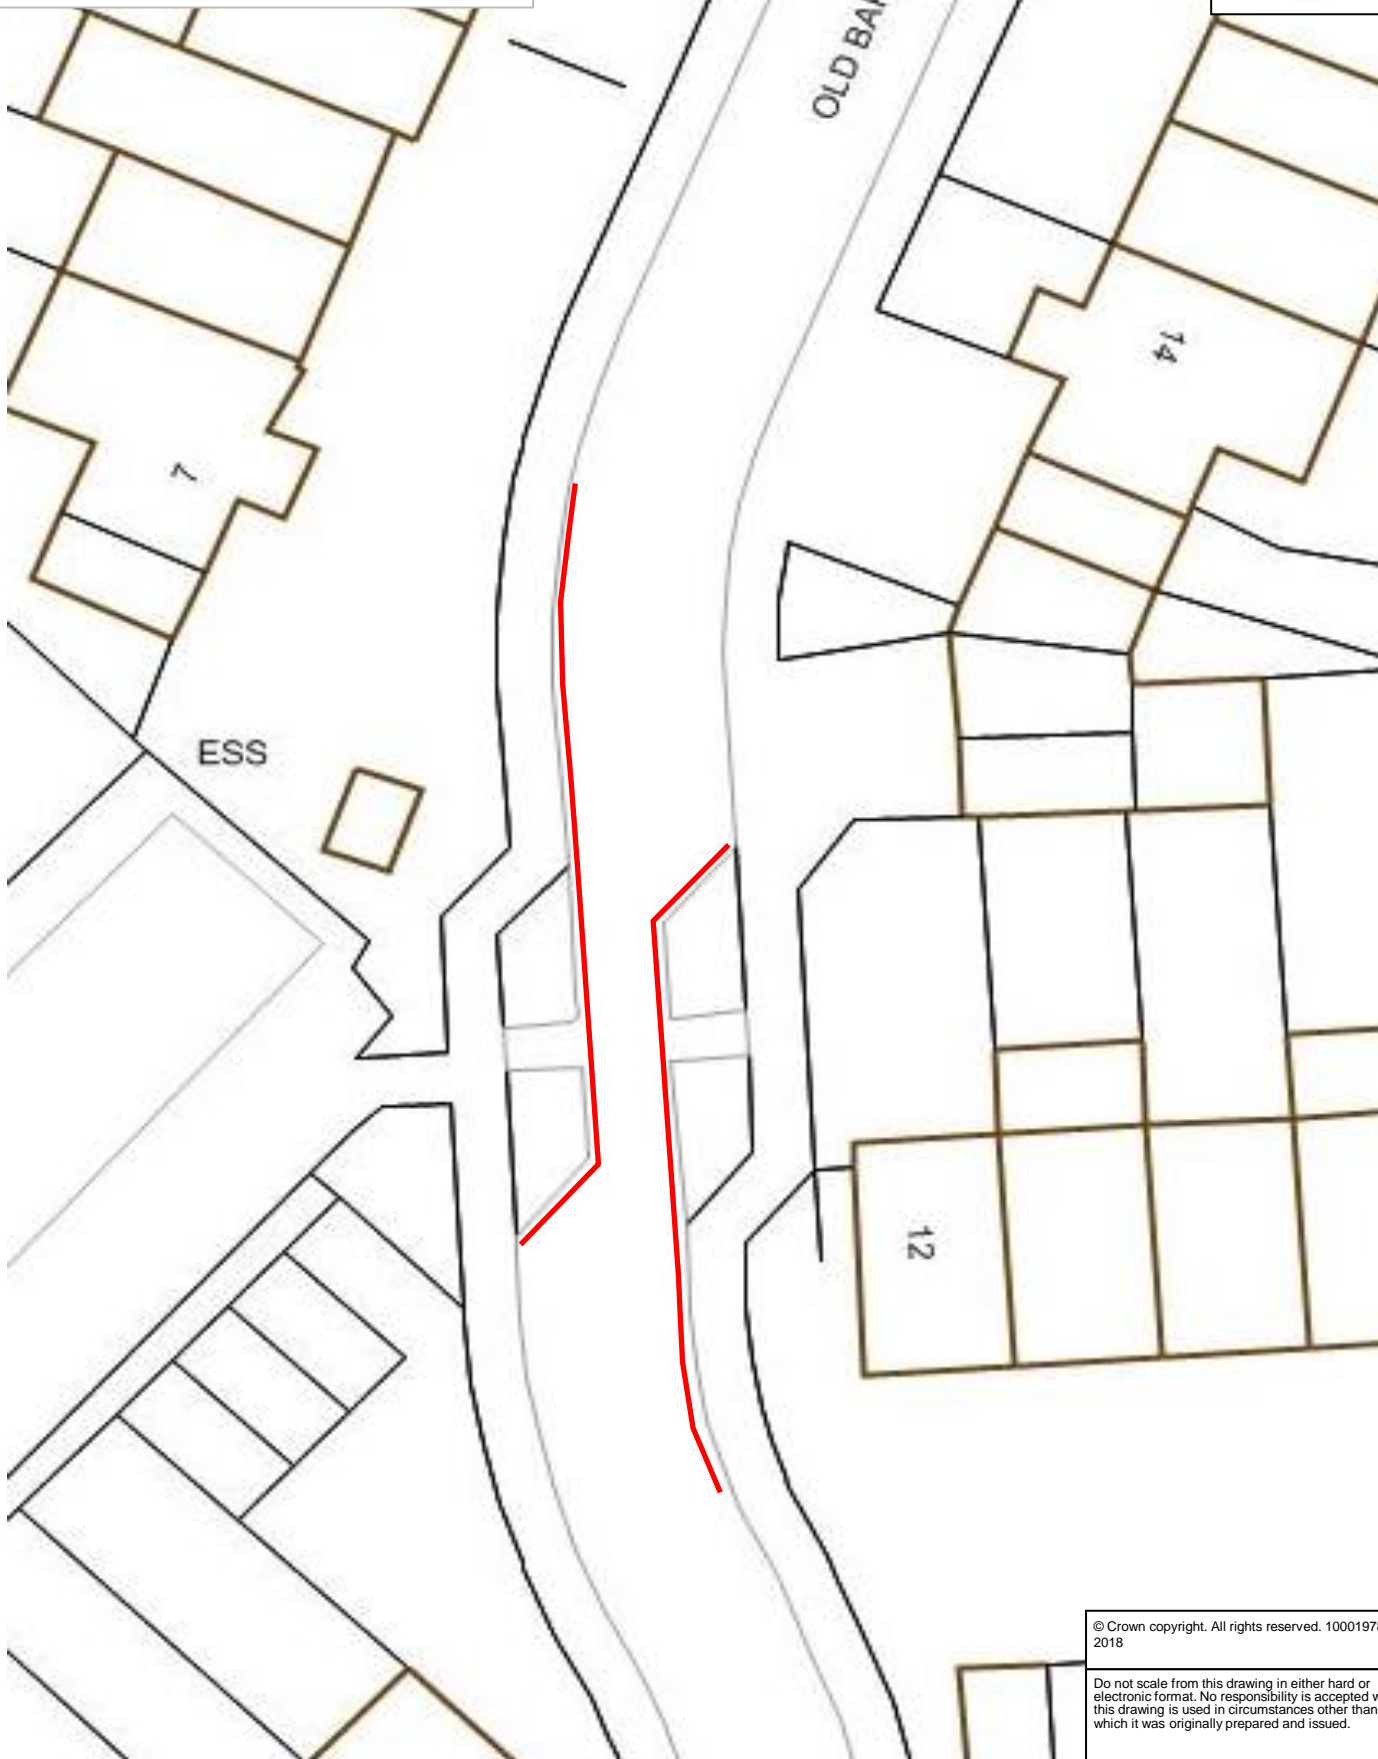 OLD
14
7
ESS
12
© Crown copyright. All rights reserved.
2018
Do not scale from this drawing in either hard or
electronic format. No responsibility is accepted
this drawing is used in circumstances other than
which it was originally prepared and issued.